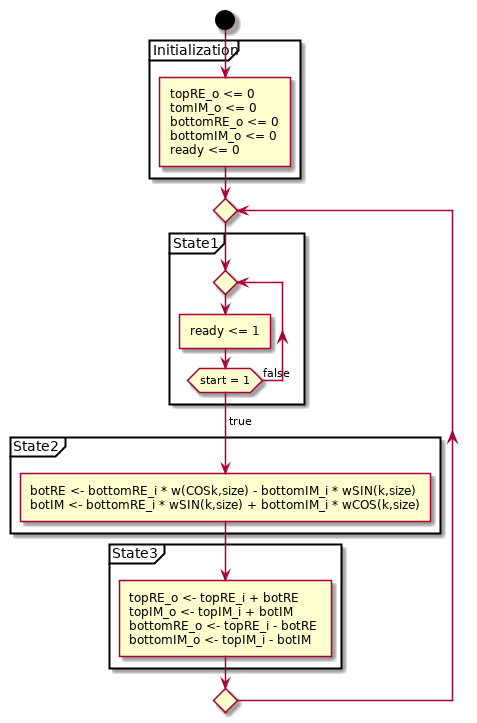 Initialization
topRE_o <= 0
tomIM_o <= 0
bottomRE_o <= 0
bottomIM_o <= 0
ready <= 0
State1
ready <= 1
start = 1
false
true
State2
botRE <- bottomRE_i * w(COSk,size) - bottomIM_i * wSIN(k,size)
botIM <- bottomRE_i * wSIN(k,size) + bottomIM_i * wCOS(k,size)
State3
topRE_o <- topRE_i + botRE
topIM_o <- topIM_i + botIM
bottomRE_o <- topRE_i - botRE
bottomIM_o <- topIM_i - botIM